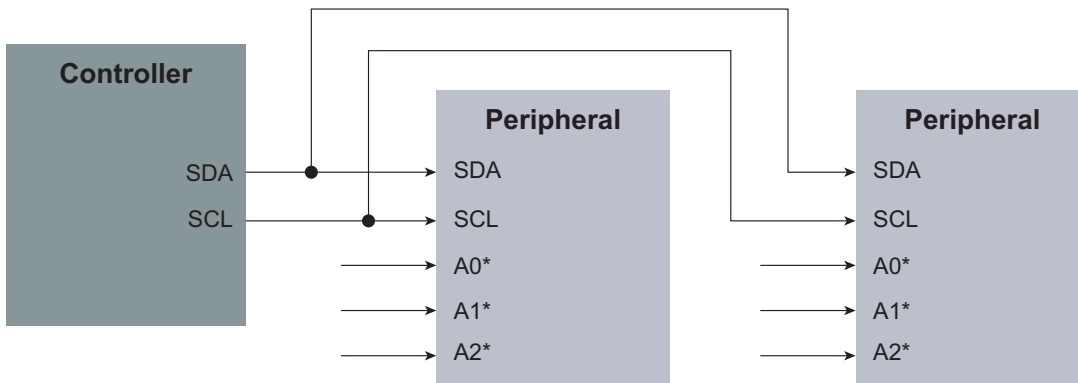 Controller
SDA
SCL
Peripheral
SDA
SCL
A0*
A1*
A2*
Peripheral
SDA
SCL
A0*
A1*
A2*